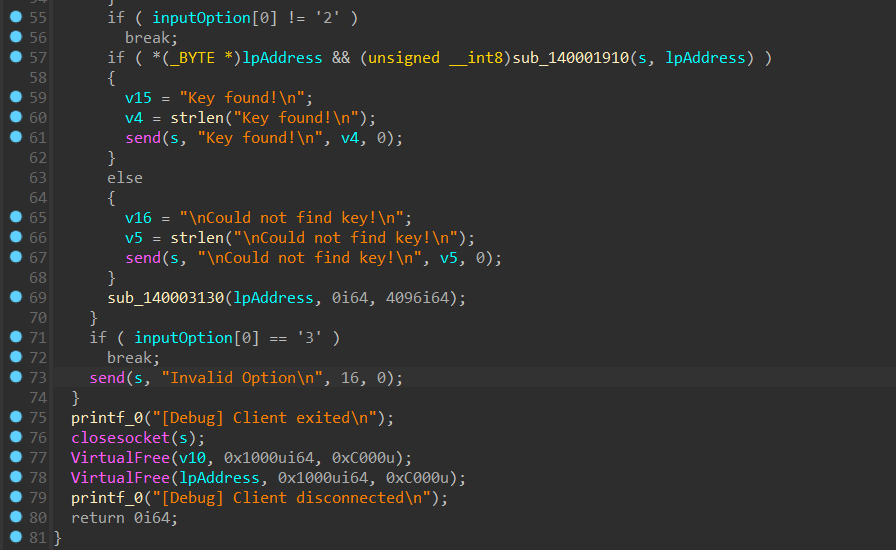 54 }
55 if ( inputOption[0] != '2' )
56 break;
57 if ( *(_BYTE *)lpAddress && (unsigned __int8)sub_140001910(s, lpAddress) )
58 {
59 v15 = "Key found!\n";
60 v4 = strlen("Key found!\n");
61 send(s, "Key found!\n", v4, 0);
62 }
63 else
64 {
65 v16 = "\nCould not find key!\n";
66 v5 = strlen("\nCould not find key!\n");
67 send(s, "\nCould not find key!\n", v5, 0);
68 }
69 sub_140003130(lpAddress, 0i64, 4096i64);
70 }
71 if ( inputOption[0] == '3' )
72 break;
73 send(s, "Invalid Option\n", 16, 0);
74 }
75 printf_0("[Debug] Client exited\n");
76 closesocket(s);
77 VirtualFree(v10, 0x1000ui64, 0xC000u);
78 VirtualFree(lpAddress, 0x1000ui64, 0xC000u);
79 printf_0("[Debug] Client disconnected\n");
80 return 0i64;
81 }